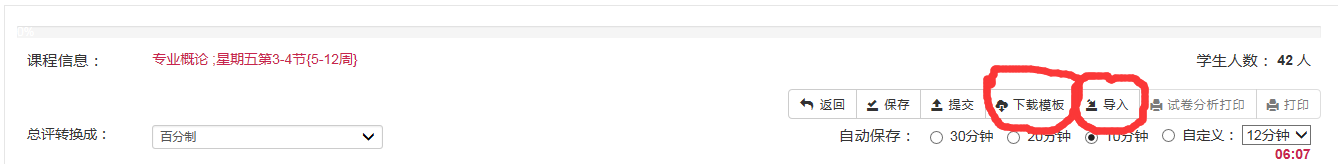 0%
课程信息： 专业概论 ;星期五第3-4节{5-12周} 学生人数： 42 人
返回 保存 提交 下载模板 导入 试卷分析打印 打印
总评转换成： 百分制 自动保存： 30分钟 20分钟 10分钟 自定义： 12分钟
06:07